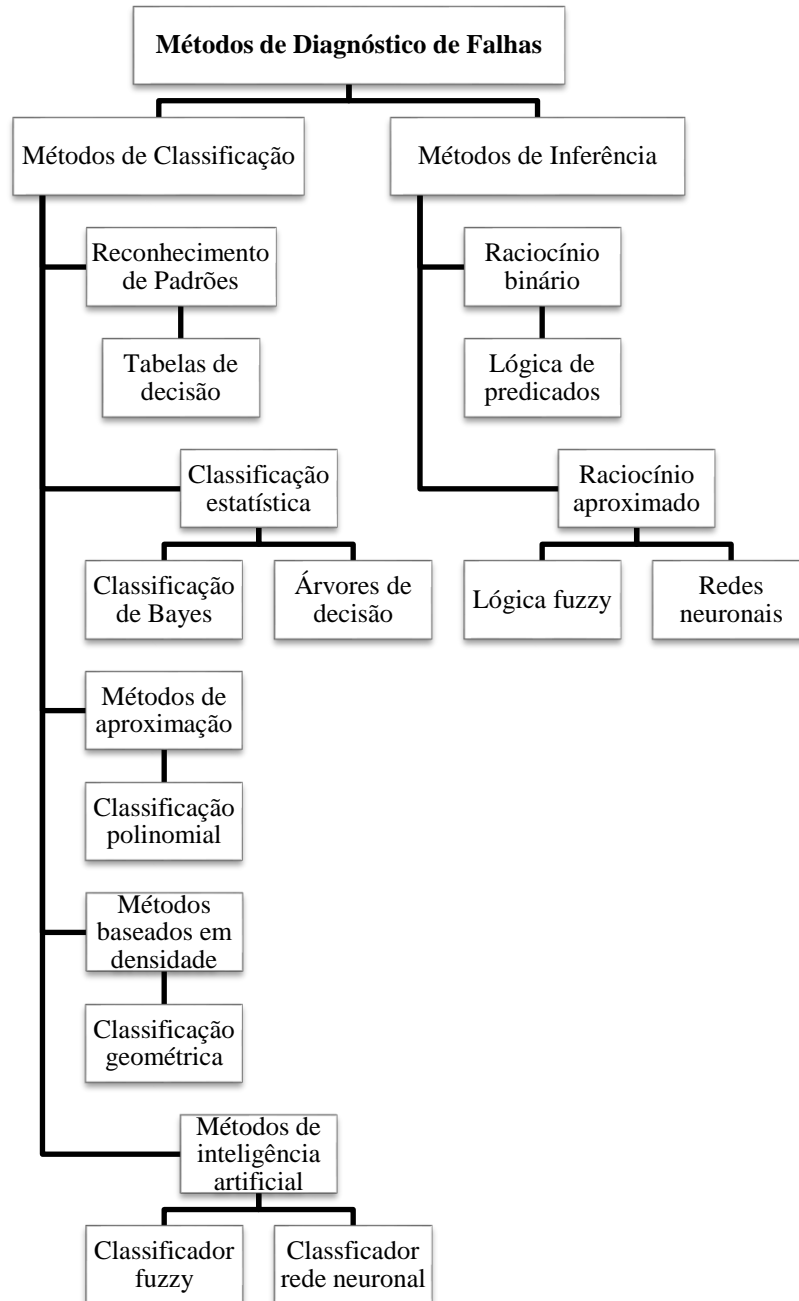 Métodos de Diagnóstico de Falhas
Métodos de Classificação
Métodos de Inferência
Reconhecimento
de Padrões
Raciocínio
binário
Tabelas de
decisão
Lógica de
predicados
Classificação
estatística
Raciocínio
aproximado
Classificação
de Bayes
Árvores de
decisão
Lógica fuzzy
Redes
neuronais
Métodos de
aproximação
Classificação
polinomial
Métodos
baseados em
densidade
Classificação
geométrica
Métodos de
inteligência
artificial
Classificador
fuzzy
Classficador
rede neuronal